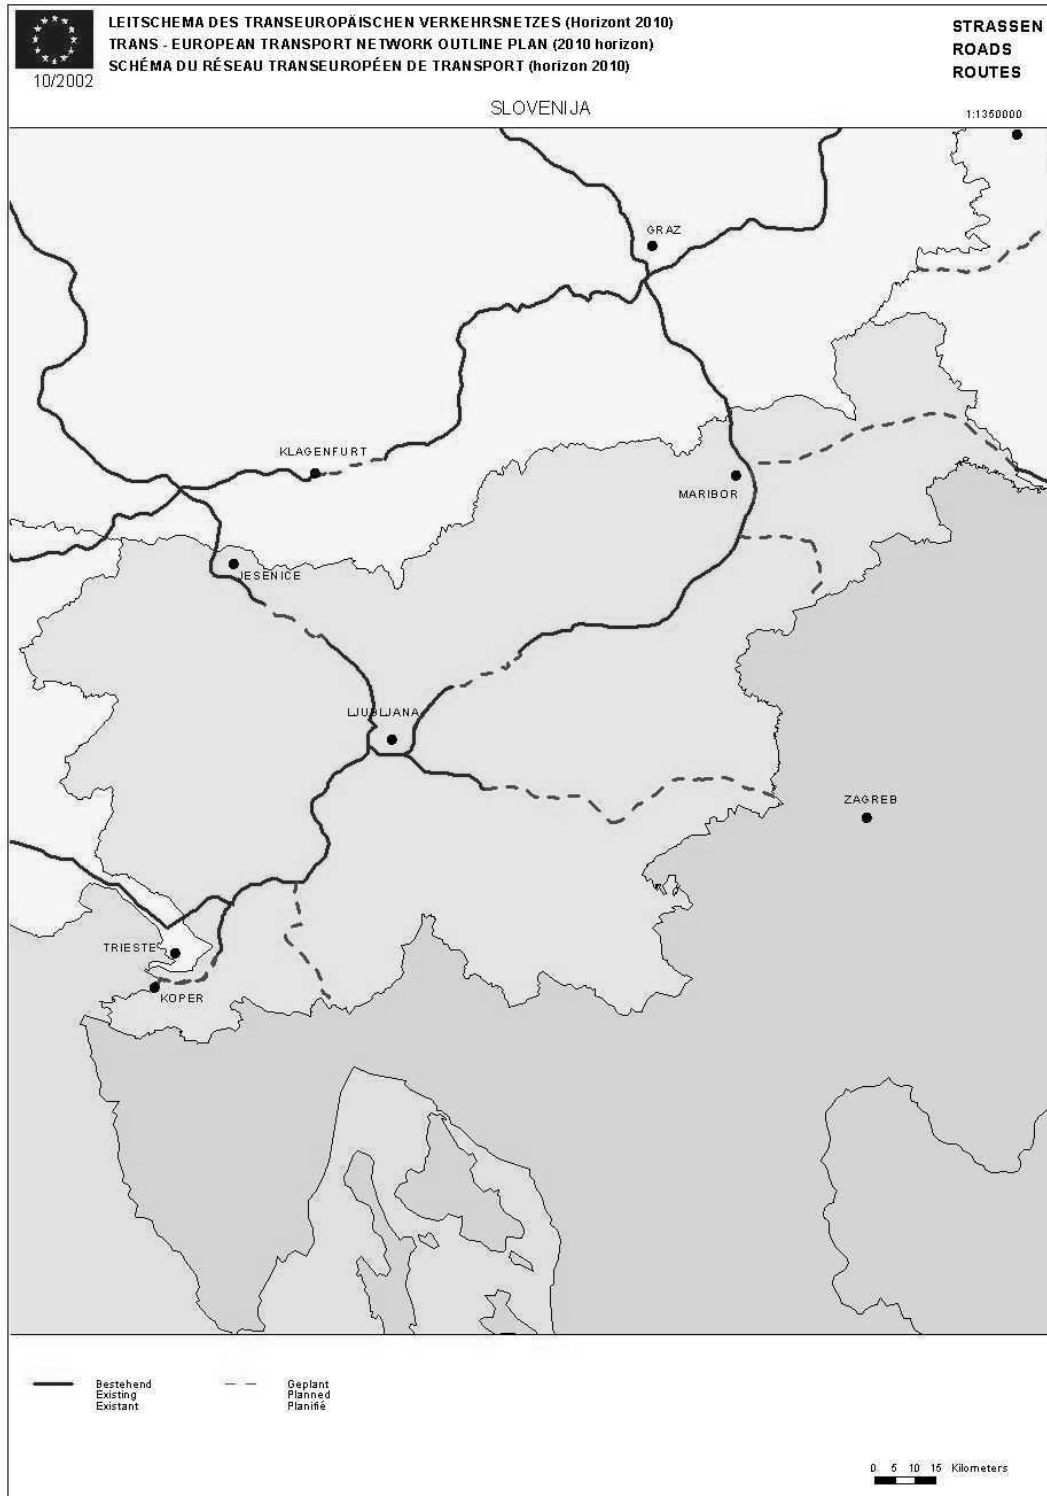 LEITSCHEMA DES TRANSEUROPÄISCHEN VERKEHRSNETZES (Horizont 2010)
TRANS - EUROPEAN TRANSPORT NETWORK OUTLINE PLAN (2010 horizon)
SCHÉMA DU RÉSEAU TRANSEUROPÉEN DE TRANSPORT (horizon 2010)
10/2002
STRASSEN
ROADS
ROUTES
SLOVENIJA
1:1350000
GRAZ
KLAGENFURT
MARIBOR
JESENICE
LJUBLJANA
ZAGREB
TRIESTE
KOPER
Bestehend
Existing
Existant
Geplant
Planned
Planifié
0 5 10 15 Kilometers